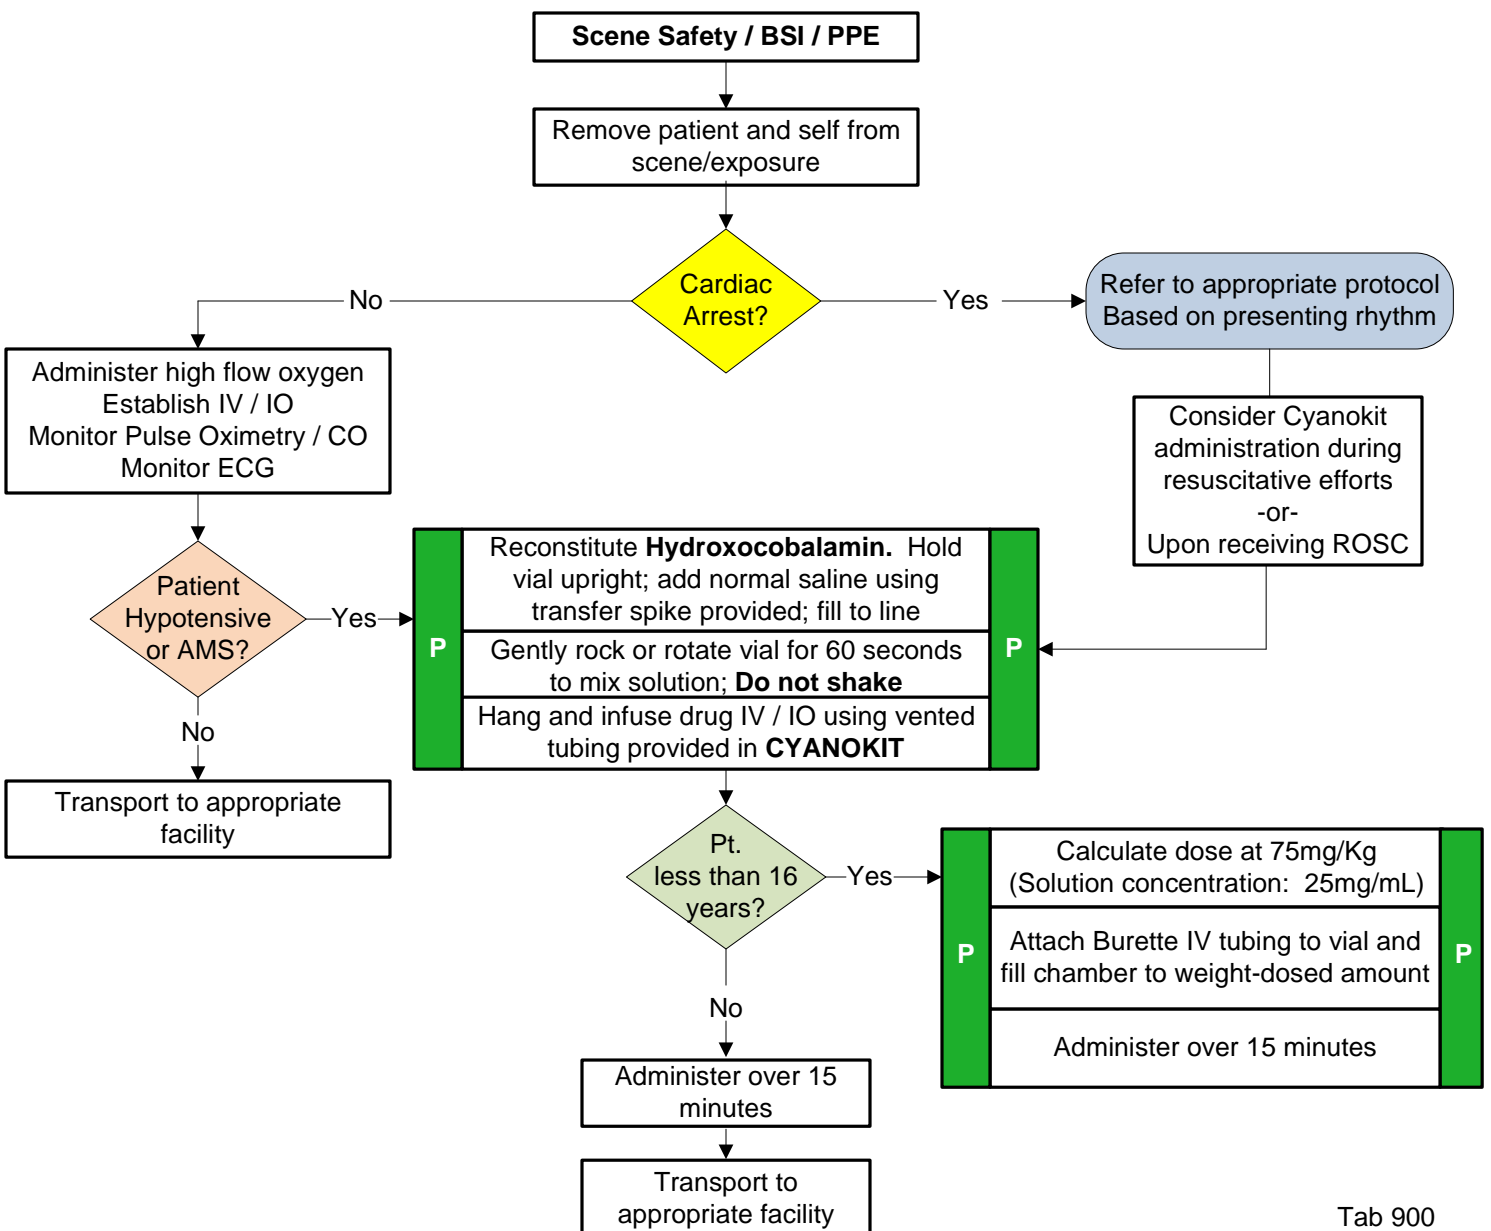 Scene Safety / BSI / PPE
Remove patient and self from
scene/exposure
Cardiac
Arrest?
No
Yes
Refer to appropriate protocol
Based on presenting rhythm
Administer high flow oxygen
Establish IV / IO
Monitor Pulse Oximetry / CO
Monitor ECG
Consider Cyanokit
administration during
resuscitative efforts
-or-
Upon receiving ROSC
Patient
Hypotensive
or AMS?
Yes
No
Transport to appropriate
facility
P
Reconstitute Hydroxocobalamin. Hold
vial upright; add normal saline using
transfer spike provided; fill to line
Gently rock or rotate vial for 60 seconds
to mix solution; Do not shake
Hang and infuse drug IV / IO using vented
tubing provided in CYANOKIT
P
Pt.
less than 16
years?
Yes
No
P
Calculate dose at 75mg/Kg
(Solution concentration: 25mg/mL)
Attach Burette IV tubing to vial and
fill chamber to weight-dosed amount
Administer over 15 minutes
P
Administer over 15
minutes
Transport to
appropriate facility
Tab 900